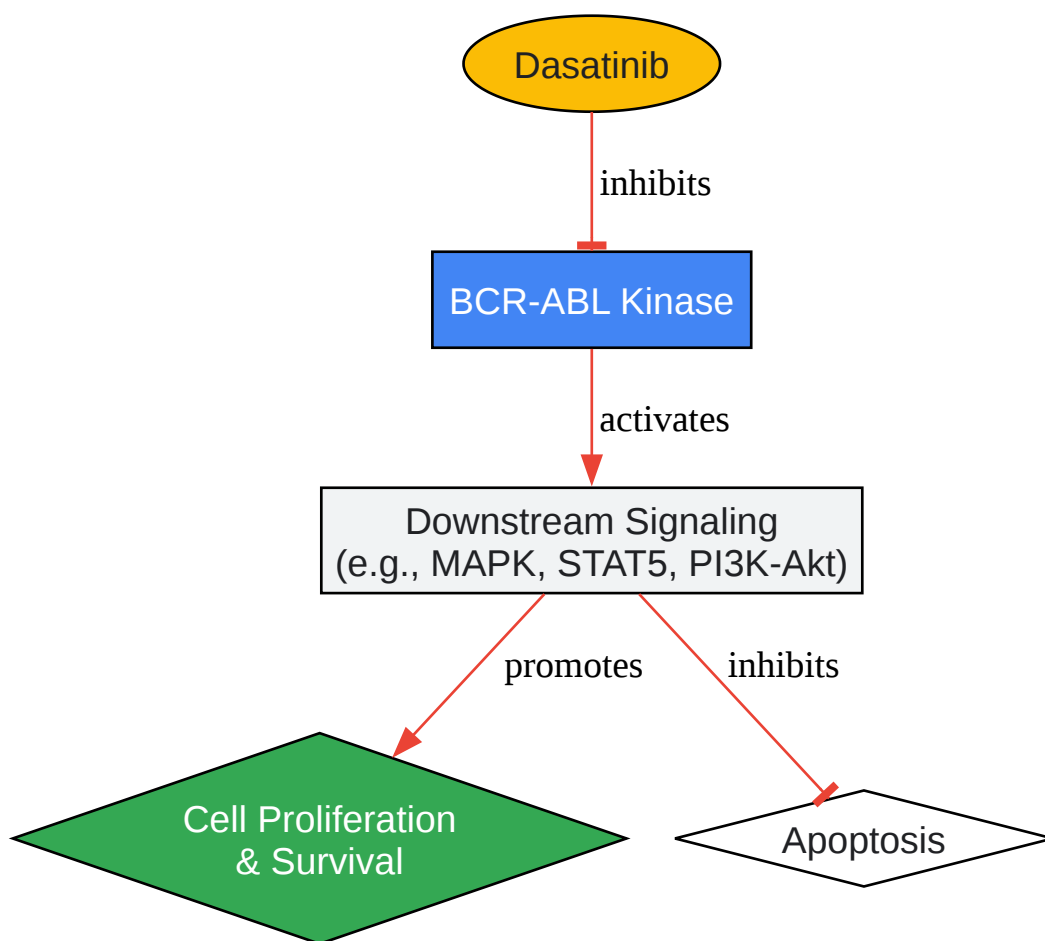 Dasatinib
inhibits
BCR-ABL Kinase
activates
Downstream Signaling
(e.g., MAPK, STAT5, PI3K-Akt)
promotes
inhibits
Cell Proliferation
& Survival
Apoptosis